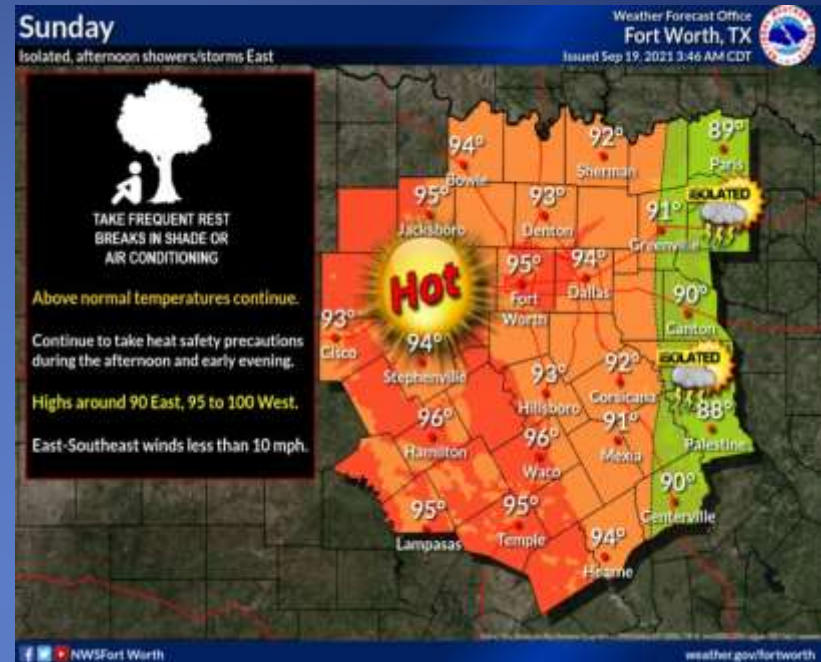 Sunday
Isolated, afternoon showers/storms East
Weather Forecast Office
Fort Worth, TX
Issued Sep 19, 2021 3:46 AM CDT
TAKE FREQUENT REST
BREAKS IN SHADE OR
AIR CONDITIONING
Above normal temperatures continue.
Continue to take heat safety precautions
during the afternoon and early evening.
Highs around 90 East, 95 to 100 West.
East-Southeast winds less than 10 mph.
94°
Bowie
92°
Sherman
89°
Paris
95°
Jacksboro
93°
Denton
91°
Greenville
ISOLATED
Hot
95°
Fort
Worth
94°
Dallas
90°
Canton
93°
Cisco
94°
Stephenville
93°
Hillsboro
92°
Corsicana
ISOLATED
88°
Palestine
96°
Hamilton
96°
Waco
91°
Mexia
90°
Centerville
95°
Lampasas
95°
Temple
94°
Hearne
NWSFort Worth
weather.gov/fortworth